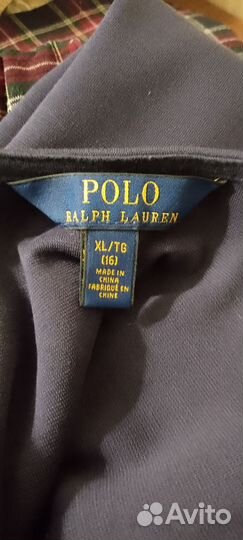 POLO
RALPH LAUREN
XL/TG
(16)
MADE IN
CHINA
FABRIQUÉ EN
CHINE
Avito